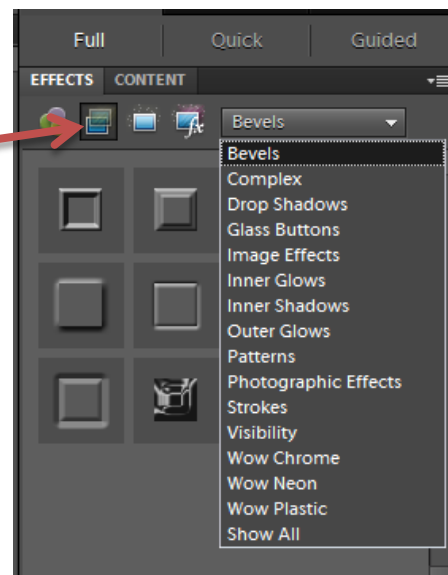 Full Quick Guided
EFFECTS CONTENT
fx Bevels
Bevels
Complex
Drop Shadows
Glass Buttons
Image Effects
Inner Glows
Inner Shadows
Outer Glows
Patterns
Photographic Effects
Strokes
Visibility
Wow Chrome
Wow Neon
Wow Plastic
Show All